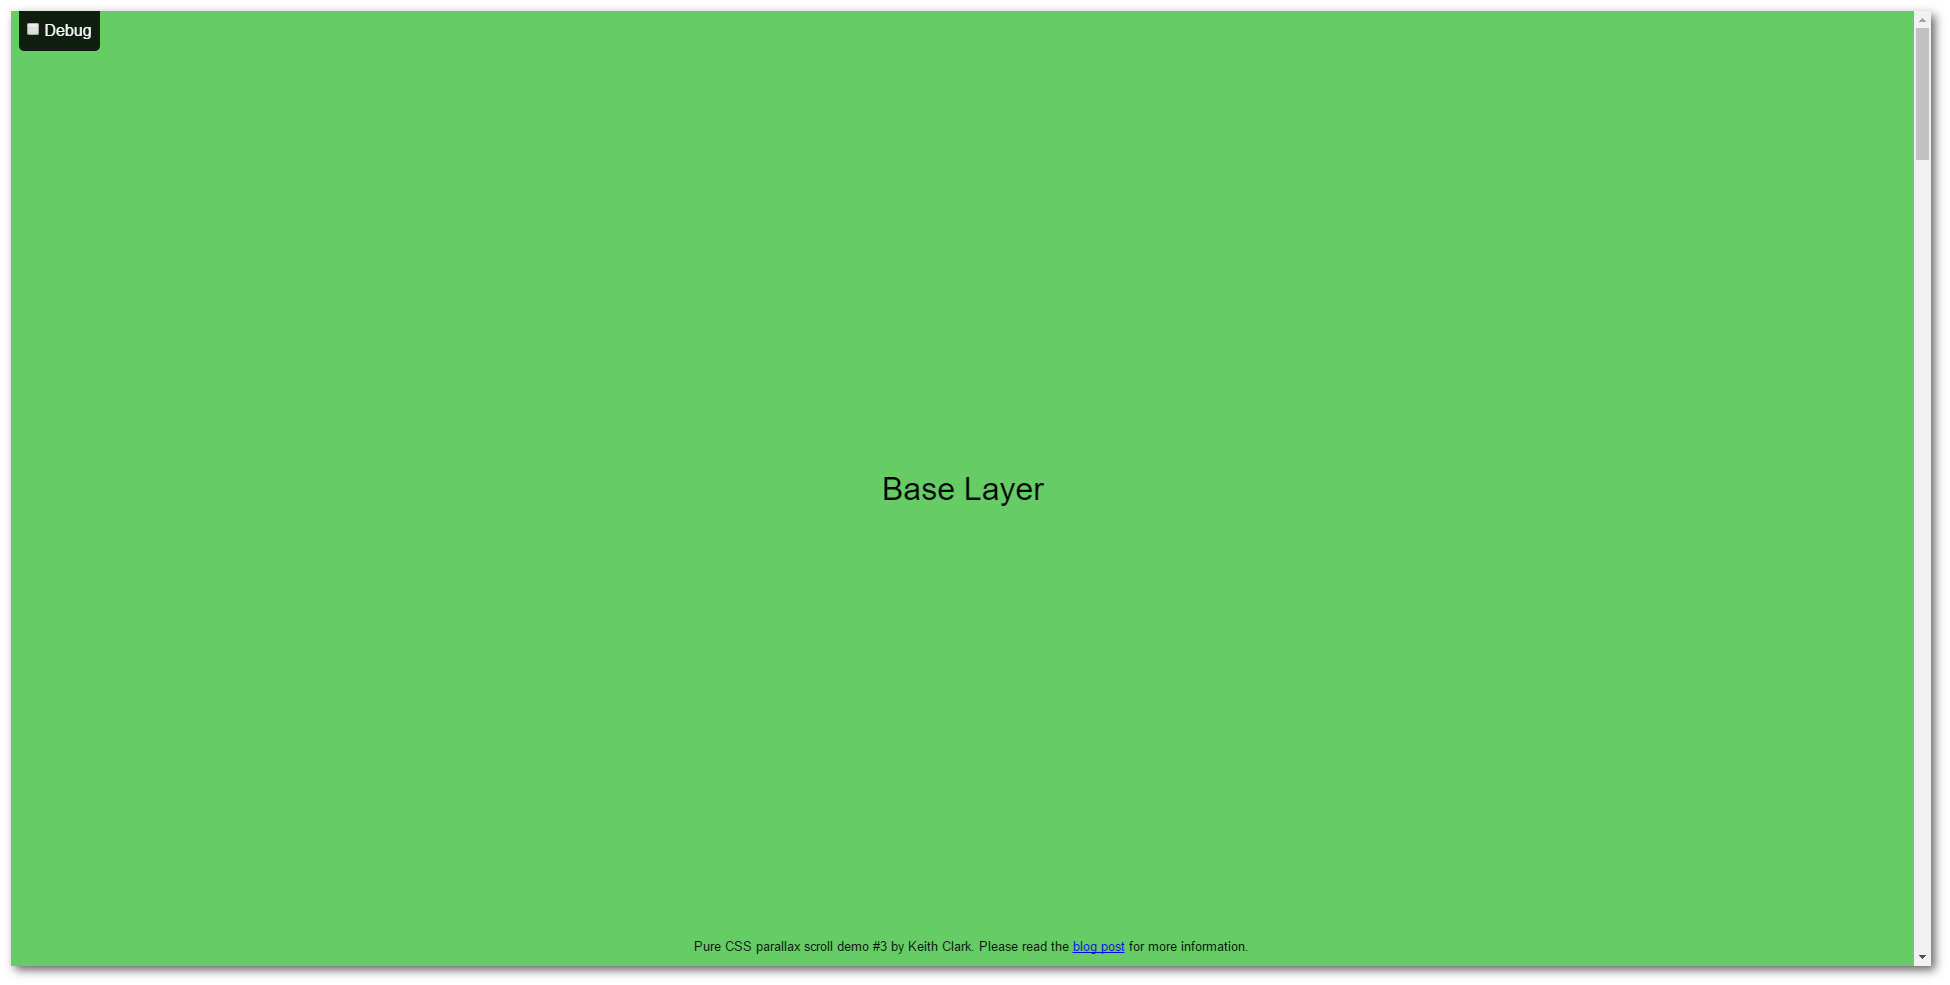 Debug
Base Layer
Pure CSS parallax scroll demo #3 by Keith Clark. Please read the blog post for more information.